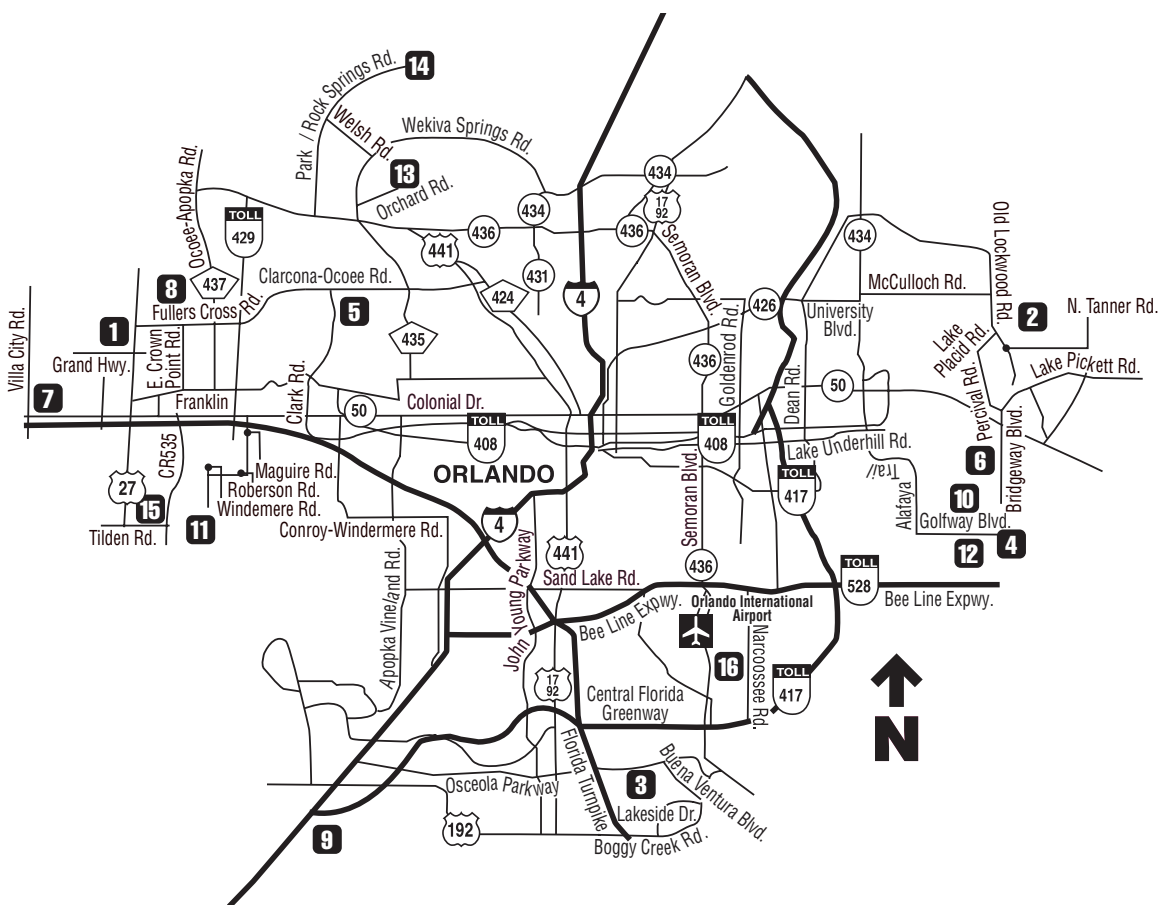 14
Park / Rock Springs Rd.
Welsh Rd.
Wekiva Springs Rd.
13
Orchard Rd.
Ocoee-Apopka Rd.
TOLL
429
434
17
92
434
436
436
441
Semoran Blvd.
434
Old Lockwood Rd.
McCulloch Rd.
Clarcona-Ocoee Rd.
437
8
Fullers Cross Rd.
5
424
431
4
426
University
Blvd.
2
N. Tanner Rd.
Villa City Rd.
1
Grand Hwy.
E. Crown
Point Rd.
435
436
Goldenrod Rd.
Lake
Placid Rd.
Lake Pickett Rd.
7
Franklin
Clark Rd.
50
Colonial Dr.
Dean Rd.
50
Percival Rd.
TOLL
408
TOLL
408
Lake Underhill Rd.
CR535
Maguire Rd.
Roberson Rd.
Windemere Rd.
ORLANDO
Semoran Blvd.
TOLL
417
Alafaya
Trail
6
Bridgeway Blvd.
27
15
Tilden Rd.
11
Conroy-Windermere Rd.
4
10
Golfway Blvd.
12
4
441
436
Sand Lake Rd.
John Young Parkway
Apopka Vineland Rd.
Bee Line Expwy.
Orlando International
Airport
TOLL
528
Bee Line Expwy.
16
Narcoossee Rd.
17
92
Central Florida
Greenway
TOLL
417
N
Florida Turnpike
Osceola Parkway
3
Buena Ventura Blvd.
Lakeside Dr.
192
Boggy Creek Rd.
9